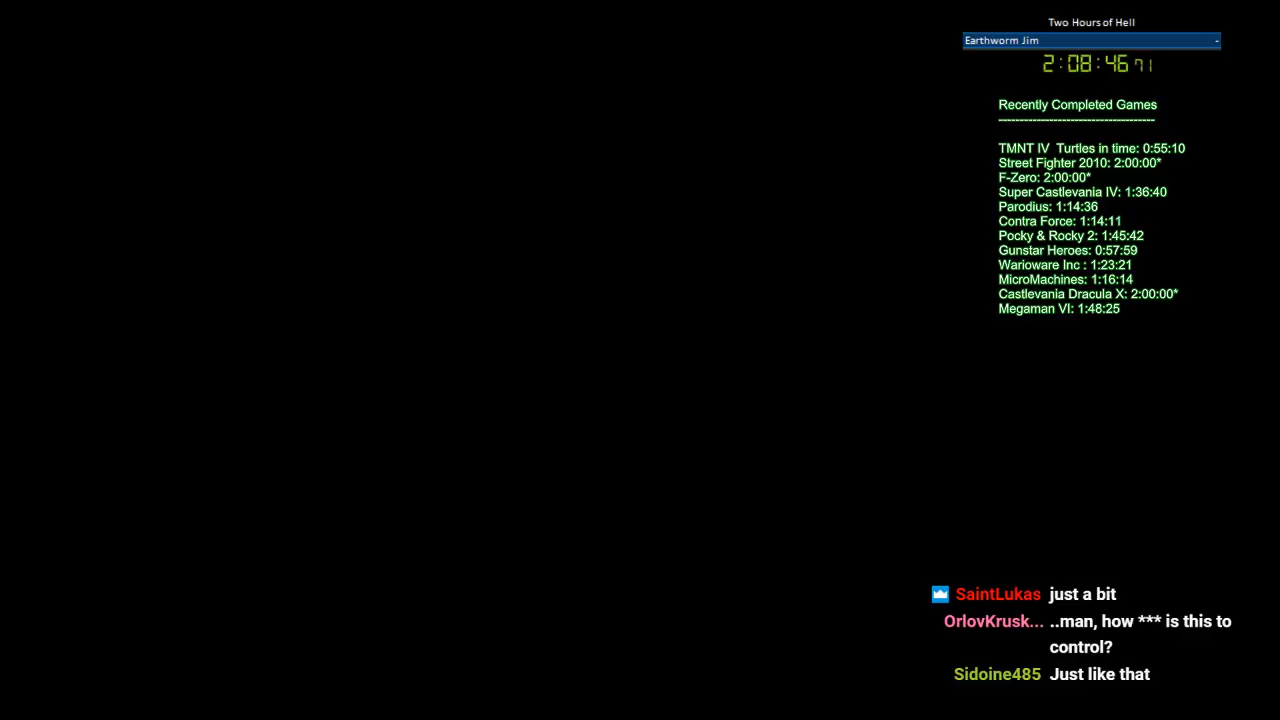 Two Hours of Hell
Earthworm Jim -
2:08:46 71
Recently Completed Games
-------------------------------------
TMNT IV Turtles in time: 0:55:10
Street Fighter 2010: 2:00:00*
F-Zero: 2:00:00*
Super Castlevania IV: 1:36:40
Parodius: 1:14:36
Contra Force: 1:14:11
Pocky & Rocky 2: 1:45:42
Gunstar Heroes: 0:57:59
Warioware Inc : 1:23:21
MicroMachines: 1:16:14
Castlevania Dracula X: 2:00:00*
Megaman VI: 1:48:25
SaintLukas just a bit
OrlovKrusk... ..man, how *** is this to
control?
Sidoine485 Just like that